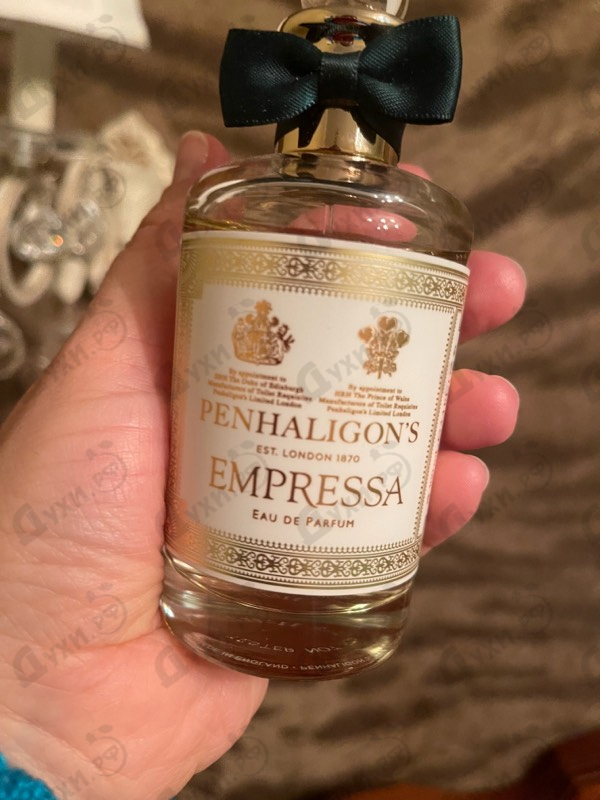 By appointment to
HRH The Duke of Edinburgh
Manufacturers of Toilet Requisites
Penhaligon's Limited London
By appointment to
HRH The Prince of Wales
Manufacturers of Toilet Requisites
Penhaligon's Limited London
PENHALIGON'S
EST. LONDON 1870
EMPRESSA
EAU DE PARFUM
Духи.РФ